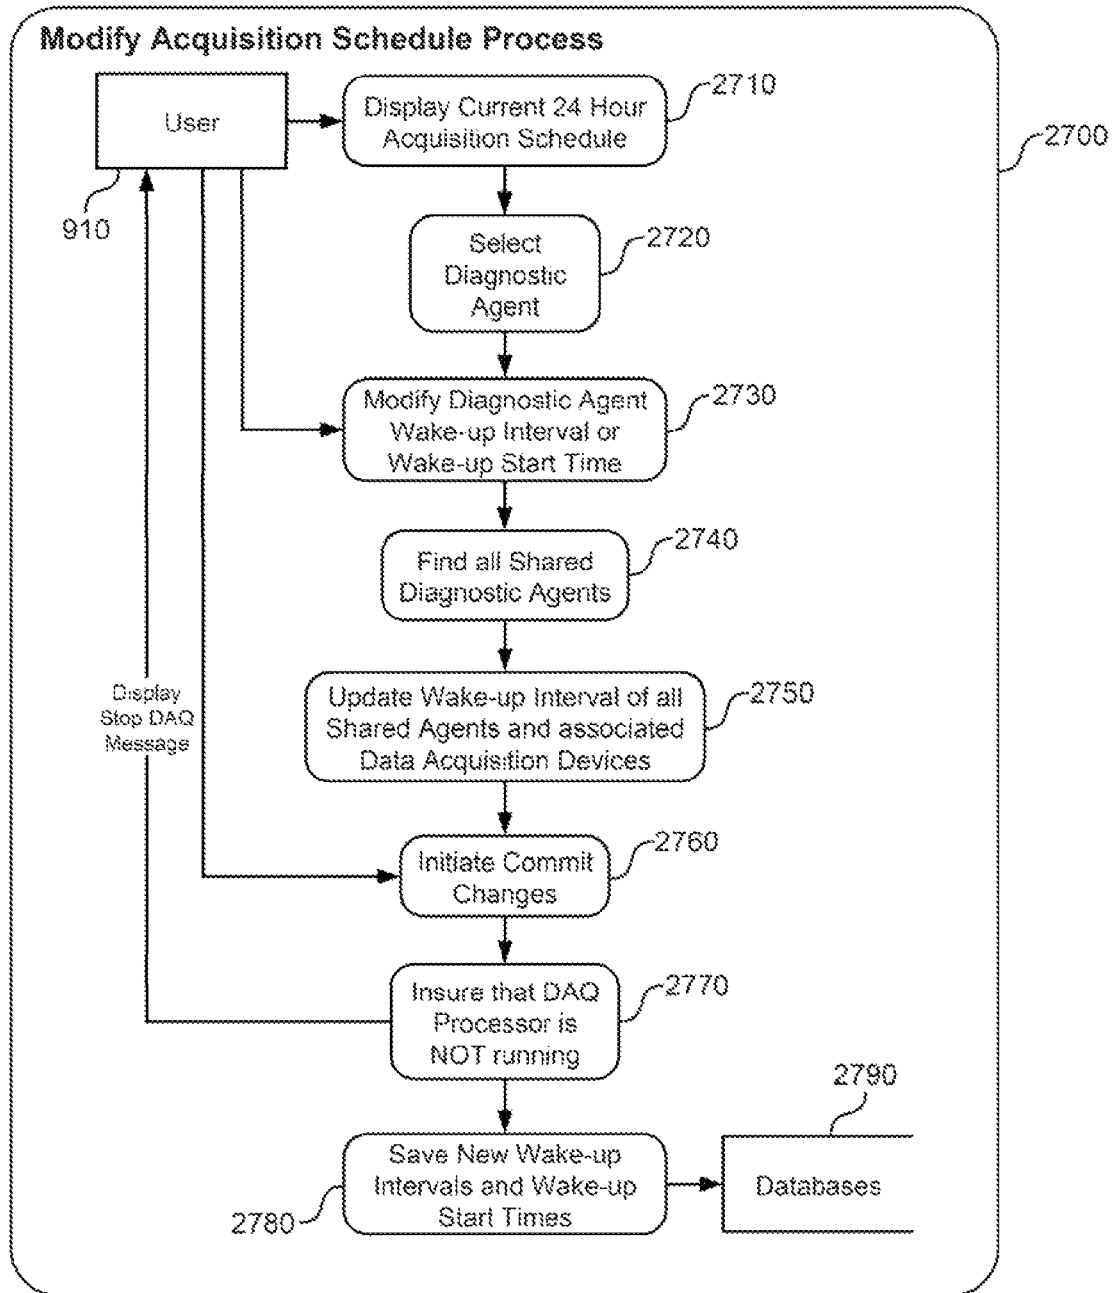 Modify Acquisition Schedule Process
User
910
Display Current 24 Hour
Acquisition Schedule
2710
2700
Select
Diagnostic
Agent
2720
Modify Diagnostic Agent
Wake-up Interval or
Wake-up Start Time
2730
Find all Shared
Diagnostic Agents
2740
Update Wake-up Interval of all
Shared Agents and associated
Data Acquisition Devices
2750
Display
Stop DAQ
Message
Initiate Commit
Changes
2760
Insure that DAQ
Processor is
NOT running
2770
Save New Wake-up
Intervals and Wake-up
Start Times
2780
2790
Databases